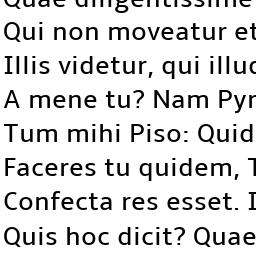 Quae diligentissime
Qui non moveatur et
Illis videtur, qui illud
A mene tu? Nam Pyr
Tum mihi Piso: Quid
Faceres tu quidem, T
Confecta res esset. I
Quis hoc dicit? Quae